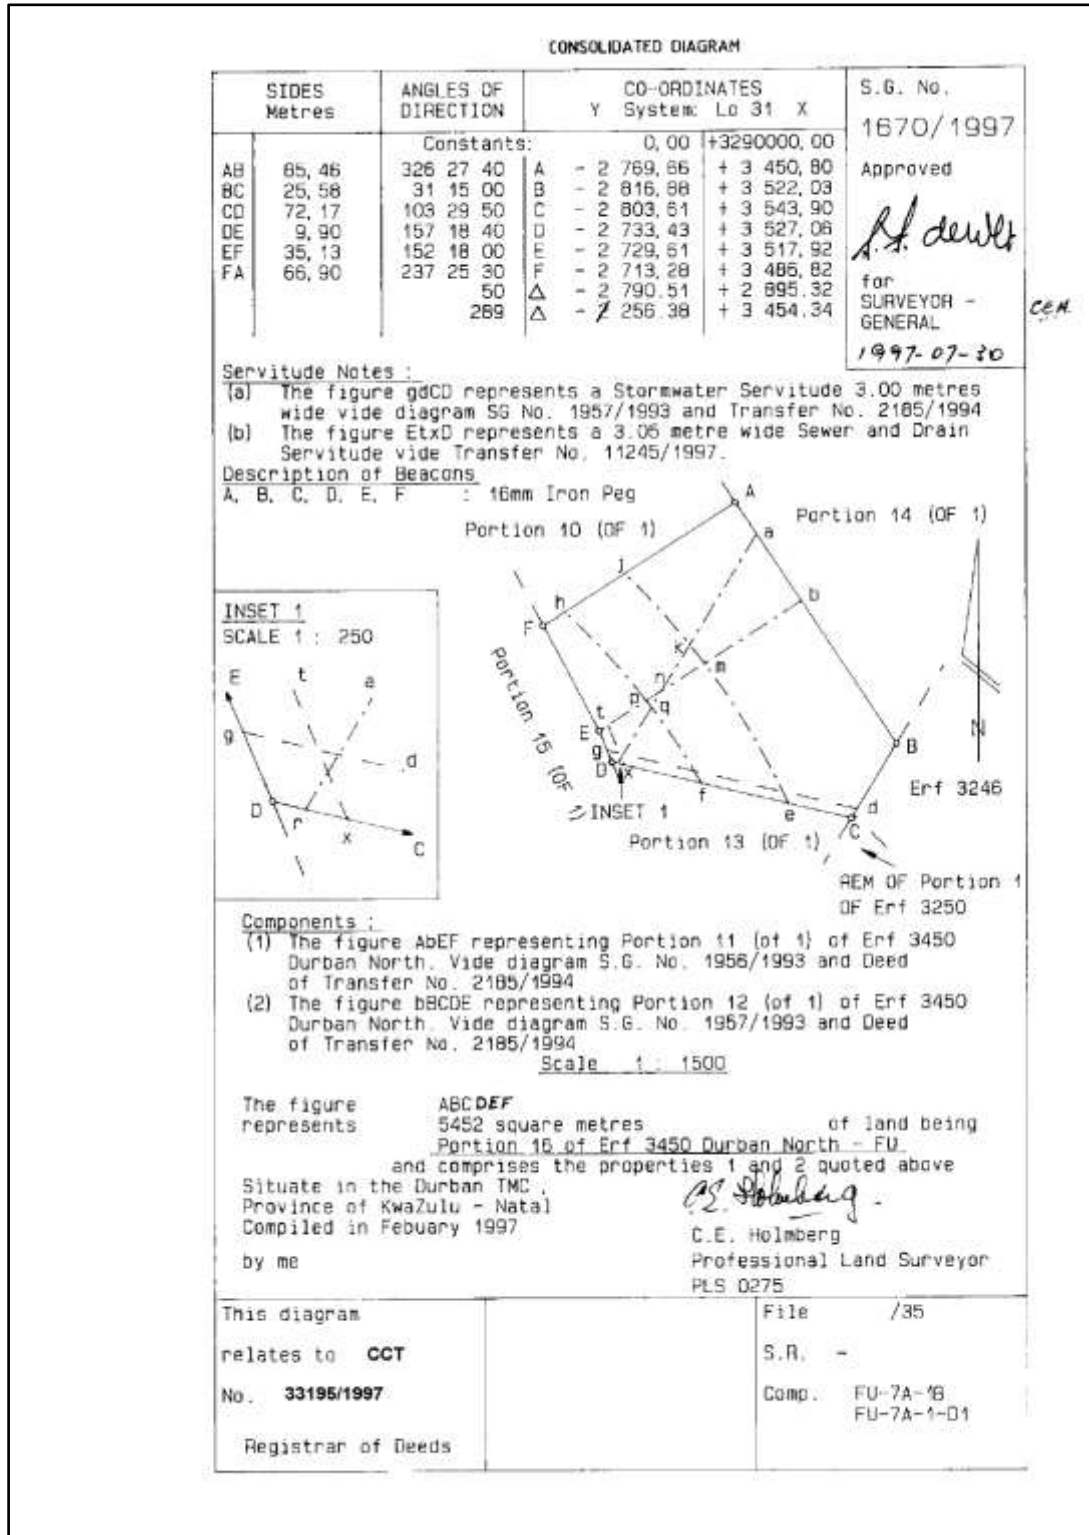 CONSOLIDATED DIAGRAM
SIDES Metres ANGLES OF DIRECTION CO-ORDINATES Y System: Lo 31 X
Constants: 0,00 +3290000,00
AB 85,46 326 27 40 A - 2 769,66 + 3 450,80
BC 25,58 31 15 00 B - 2 816,88 + 3 522,03
CD 72,17 103 29 50 C - 2 803,61 + 3 543,90
DE 9,90 157 18 40 D - 2 733,43 + 3 527,06
EF 35,13 152 18 00 E - 2 729,61 + 3 517,92
FA 66,90 237 25 30 F - 2 713,28 + 3 486,82
50 △ - 2 790.51 + 2 895.32
289 △ - 256.38 + 3 454.34
S.G. No.
1670/1997
Approved
for
SURVEYOR -
GENERAL
1997-07-30
C.E.H.
Servitude Notes :
(a) The figure gdCD represents a Stormwater Servitude 3.00 metres
wide vide diagram SG No. 1957/1993 and Transfer No. 2185/1994
(b) The figure EtxD represents a 3.05 metre wide Sewer and Drain
Servitude vide Transfer No. 11245/1997.
Description of Beacons
A, B, C, D, E, F : 16mm Iron Peg
A
Portion 10 (OF 1)
Portion 14 (OF 1)
a
j
h
b
F
k
m
n
p
q
t
E
g
D
x
f
e
d
C
B
N
Portion 15 (OF 1)
Erf 3246
INSET 1
Portion 13 (OF 1)
REM OF Portion 1
OF Erf 3250
INSET 1
SCALE 1 : 250
t
E
a
g
d
D
r
x
C
Components :
(1) The figure AbEF representing Portion 11 (of 1) of Erf 3450
Durban North. Vide diagram S.G. No. 1956/1993 and Deed
of Transfer No. 2185/1994
(2) The figure bBCDE representing Portion 12 (of 1) of Erf 3450
Durban North. Vide diagram S.G. No. 1957/1993 and Deed
of Transfer No. 2185/1994
Scale 1 : 1500
The figure ABCDEF
represents 5452 square metres of land being
Portion 16 of Erf 3450 Durban North - FU
and comprises the properties 1 and 2 quoted above
Situate in the Durban TMC ,
Province of KwaZulu - Natal
Compiled in Febuary 1997
C.E. Holmberg.
C.E. Holmberg
by me Professional Land Surveyor
PLS 0275
This diagram
relates to CCT
No. 33195/1997
Registrar of Deeds
File /35
S.R. -
Comp. FU-7A-1B
FU-7A-1-D1